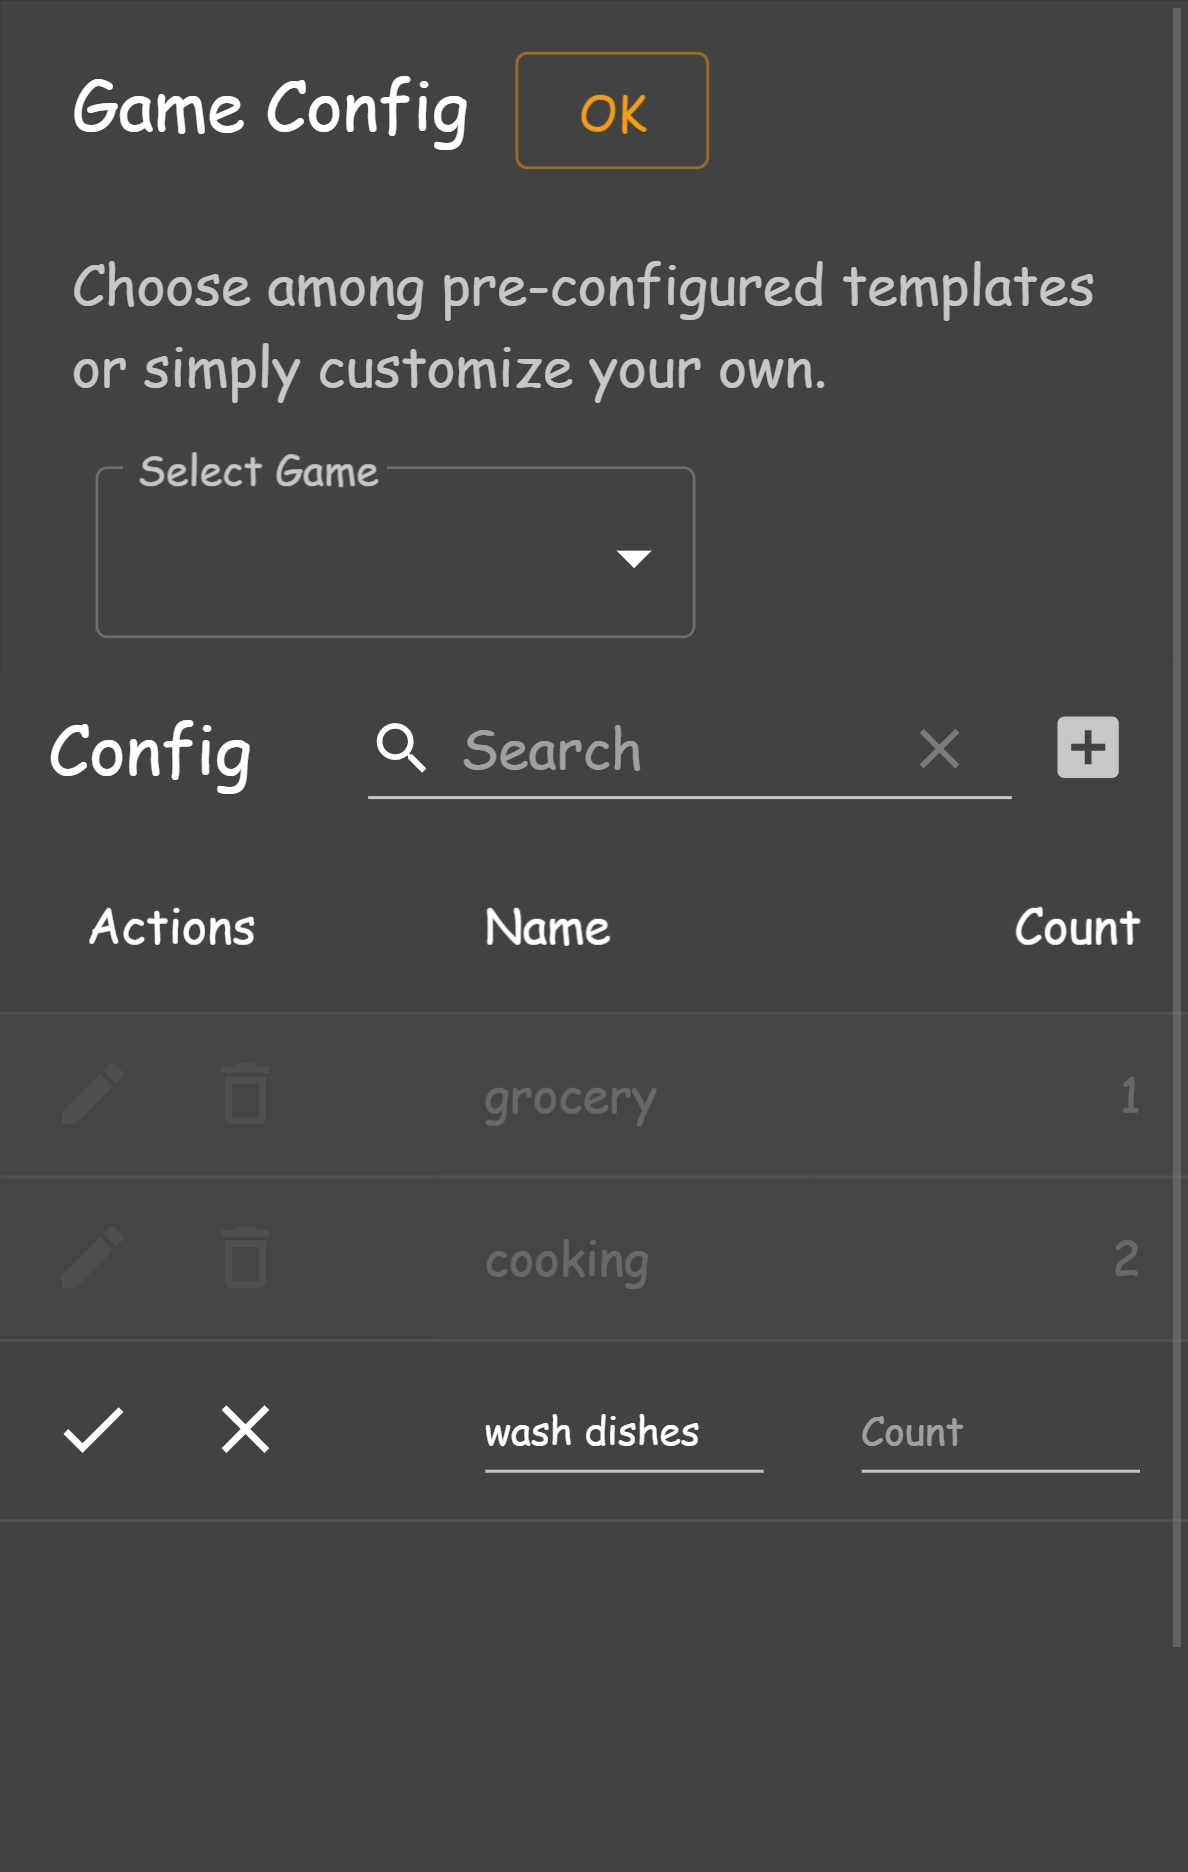 Game Config OK
Choose among pre-configured templates
or simply customize your own.
Select Game
Config Search
Actions Name Count
grocery 1
cooking 2
wash dishes Count